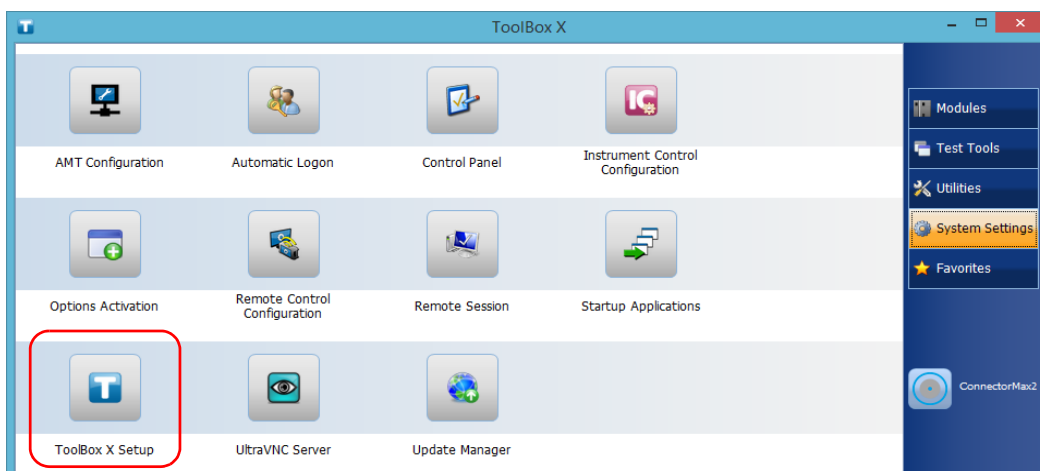 ToolBox X
AMT Configuration
Automatic Logon
Control Panel
Instrument Control
Configuration
Options Activation
Remote Control
Configuration
Remote Session
Startup Applications
ToolBox X Setup
UltraVNC Server
Update Manager
Modules
Test Tools
Utilities
System Settings
Favorites
ConnectorMax2